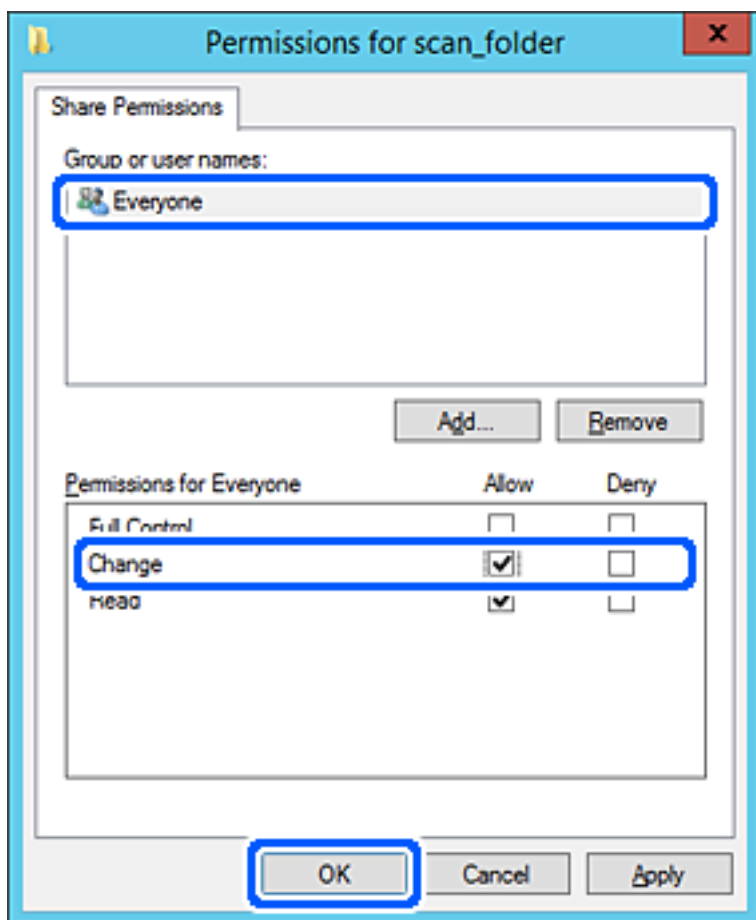 Permissions for scan_folder
x
Share Permissions
Group or user names:
Everyone
Add... Remove
Permissions for Everyone Allow Deny
Full Control
Change
Read
OK Cancel Apply